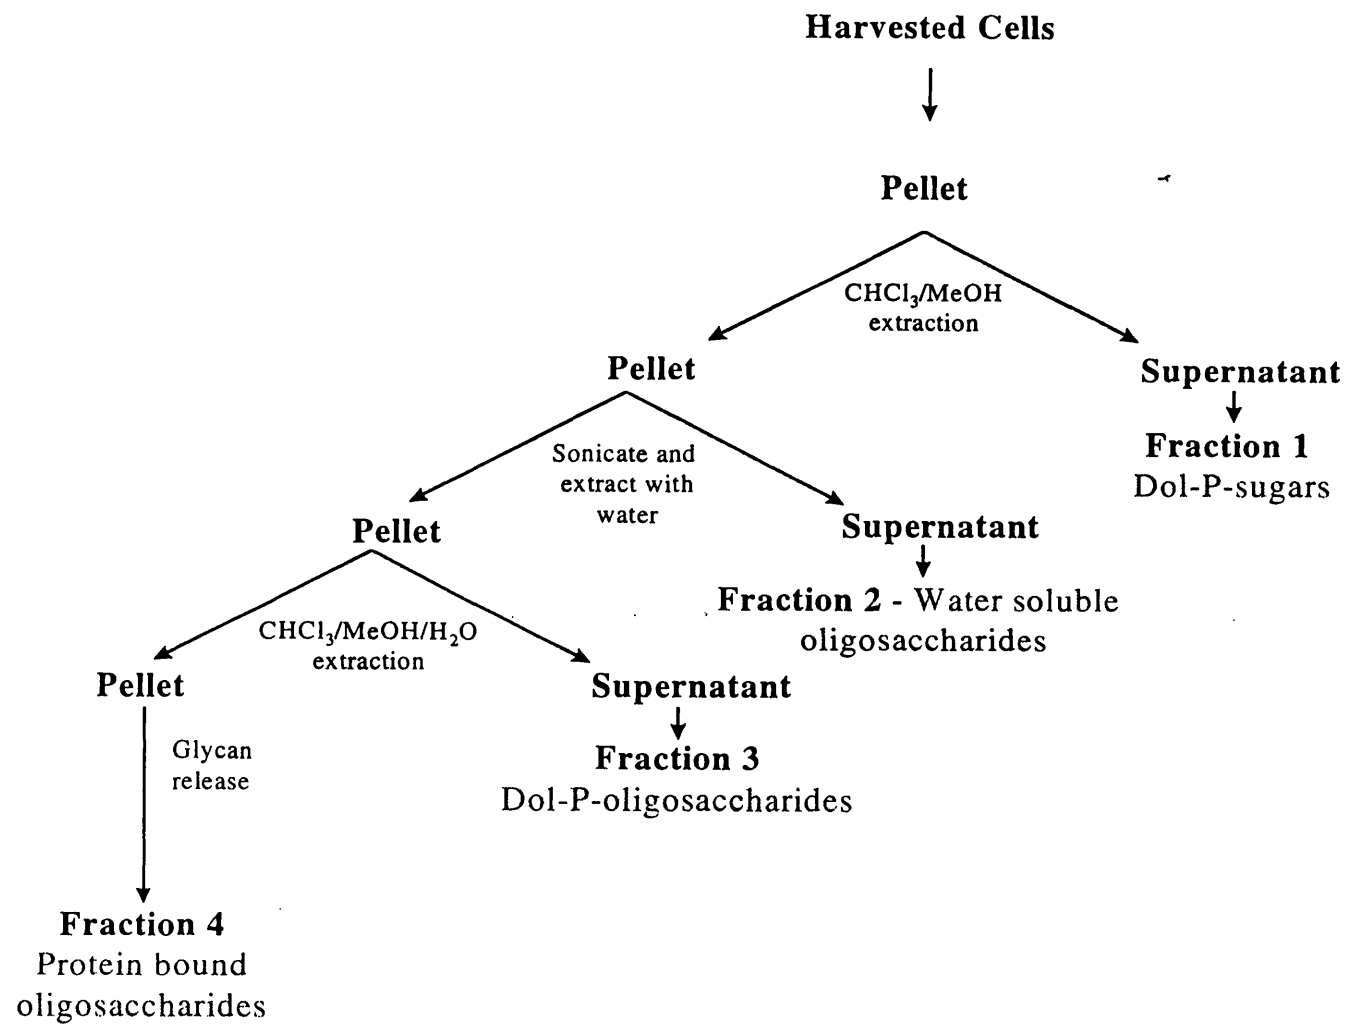 Harvested Cells
Pellet
CHCl₃/MeOH
extraction
Pellet
Supernatant
Fraction 1
Dol-P-sugars
Sonicate and
extract with
water
Pellet
Supernatant
Fraction 2 - Water soluble
oligosaccharides
CHCl₃/MeOH/H₂O
extraction
Pellet
Supernatant
Fraction 3
Dol-P-oligosaccharides
Glycan
release
Fraction 4
Protein bound
oligosaccharides